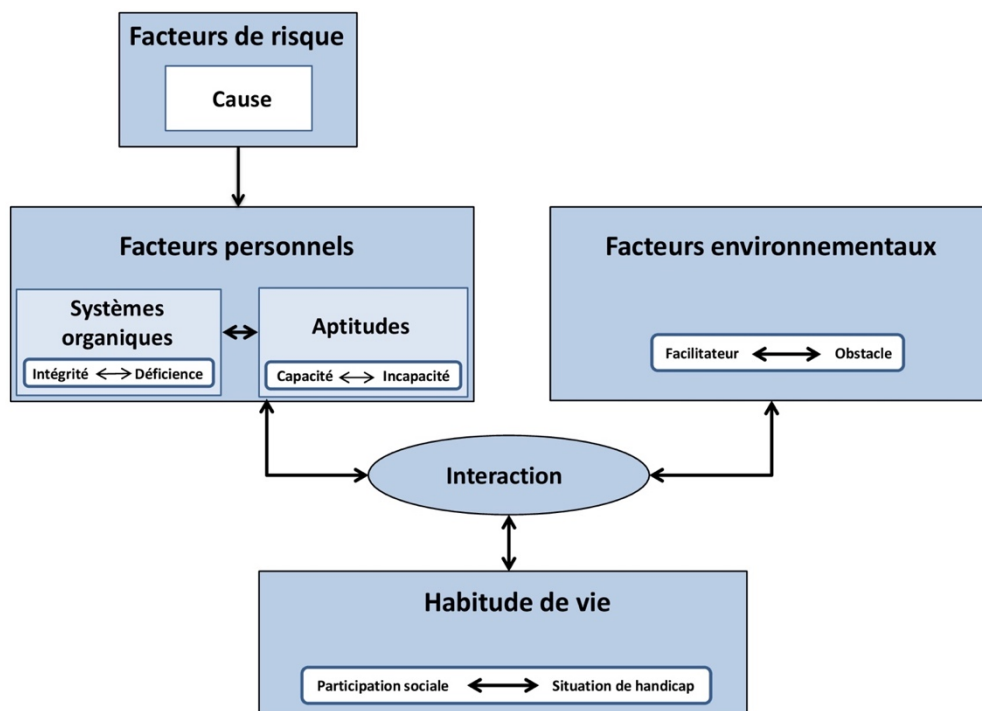 Facteurs de risque
Cause
Facteurs personnels
Systèmes
organiques
Intégrité Déficience
Aptitudes
Capacité Incapacité
Facteurs environnementaux
Facilitateur Obstacle
Interaction
Habitude de vie
Participation sociale Situation de handicap